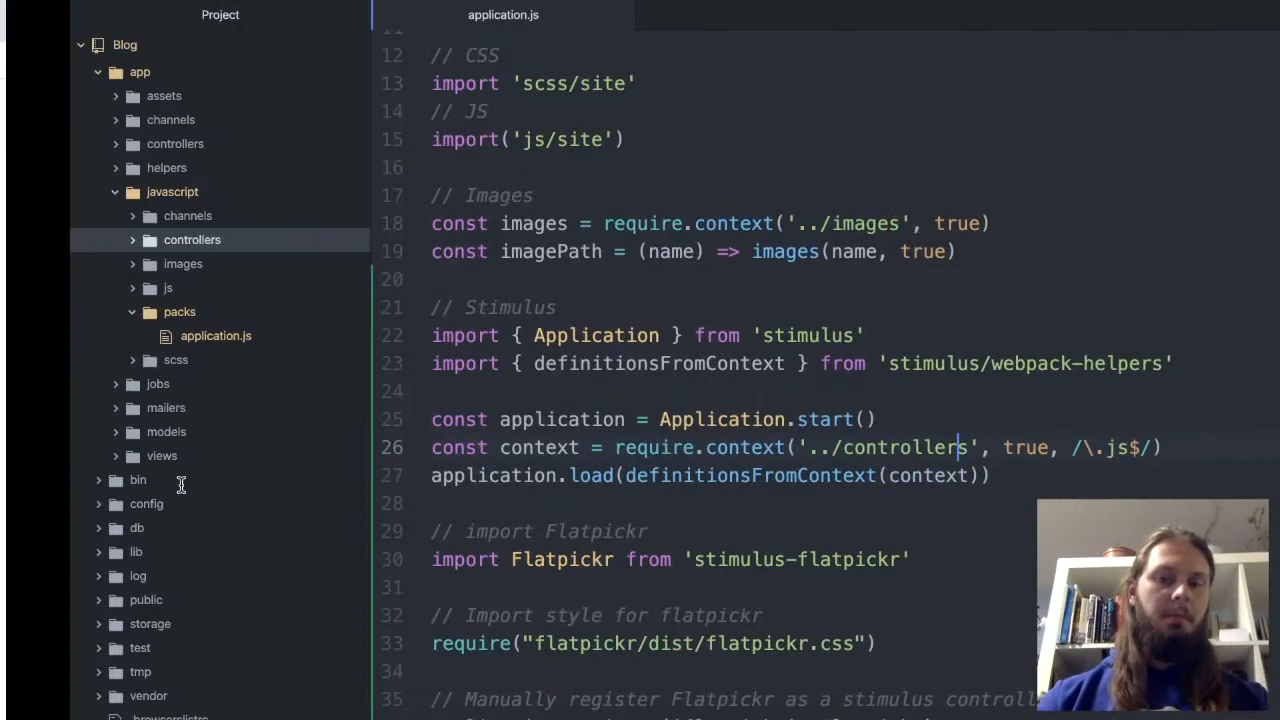 Project
Blog
app
assets
channels
controllers
helpers
javascript
channels
controllers
images
js
packs
application.js
scss
jobs
mailers
models
views
bin
config
db
lib
log
public
storage
test
tmp
vendor
.browserslistrc
application.js
12 // CSS
13 import 'scss/site'
14 // JS
15 import('js/site')
16
17 // Images
18 const images = require.context('../images', true)
19 const imagePath = (name) => images(name, true)
20
21 // Stimulus
22 import { Application } from 'stimulus'
23 import { definitionsFromContext } from 'stimulus/webpack-helpers'
24
25 const application = Application.start()
26 const context = require.context('../controllers', true, /\.js$/)
27 application.load(definitionsFromContext(context))
28
29 // import Flatpickr
30 import Flatpickr from 'stimulus-flatpickr'
31
32 // Import style for flatpickr
33 require("flatpickr/dist/flatpickr.css")
34
35 // Manually register Flatpickr as a stimulus control